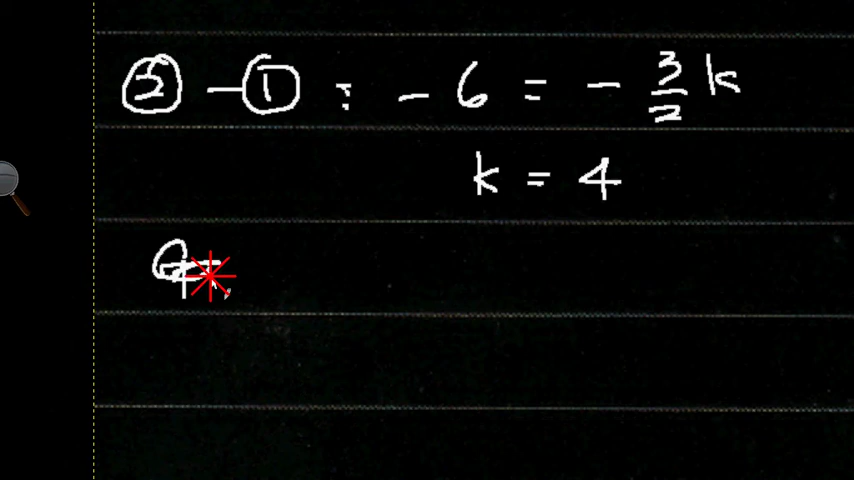 ② - ① : - 6 = - 3/2 k
k = 4